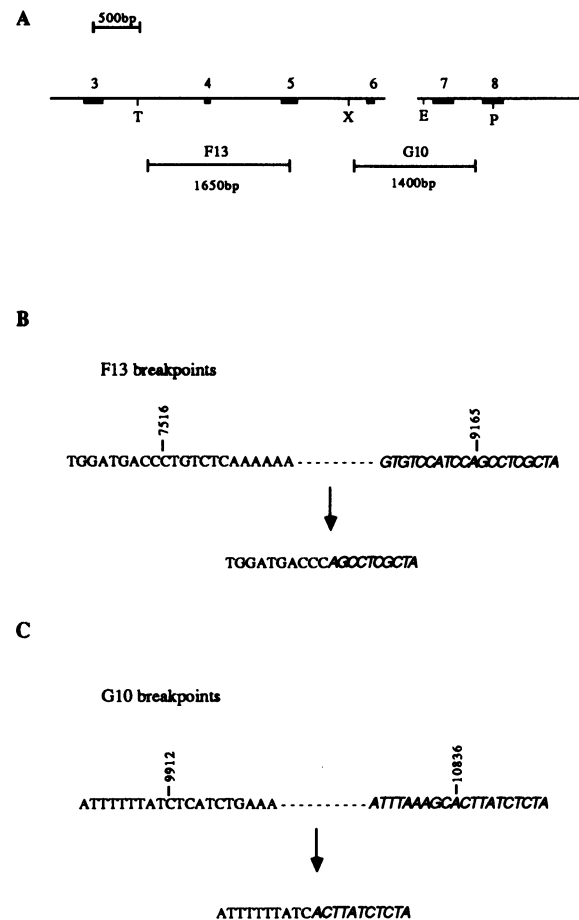 A
500bp
3 4 5 6 7 8
T X E P
F13 G10
1650bp 1400bp
B
F13 breakpoints
7516 9165
TGGATGACCCTGTCTCAAAAAA - - - - - - - - - GTGTCCATCCAGCCTCGCTA
TGGATGACCCAGCCTCGCTA
C
G10 breakpoints
9912 10836
ATTTTTTATCTCATCTGAAA - - - - - - - - - - ATTTAAAGCACTTATCTCTA
ATTTTTTATCACTTATCTCTA